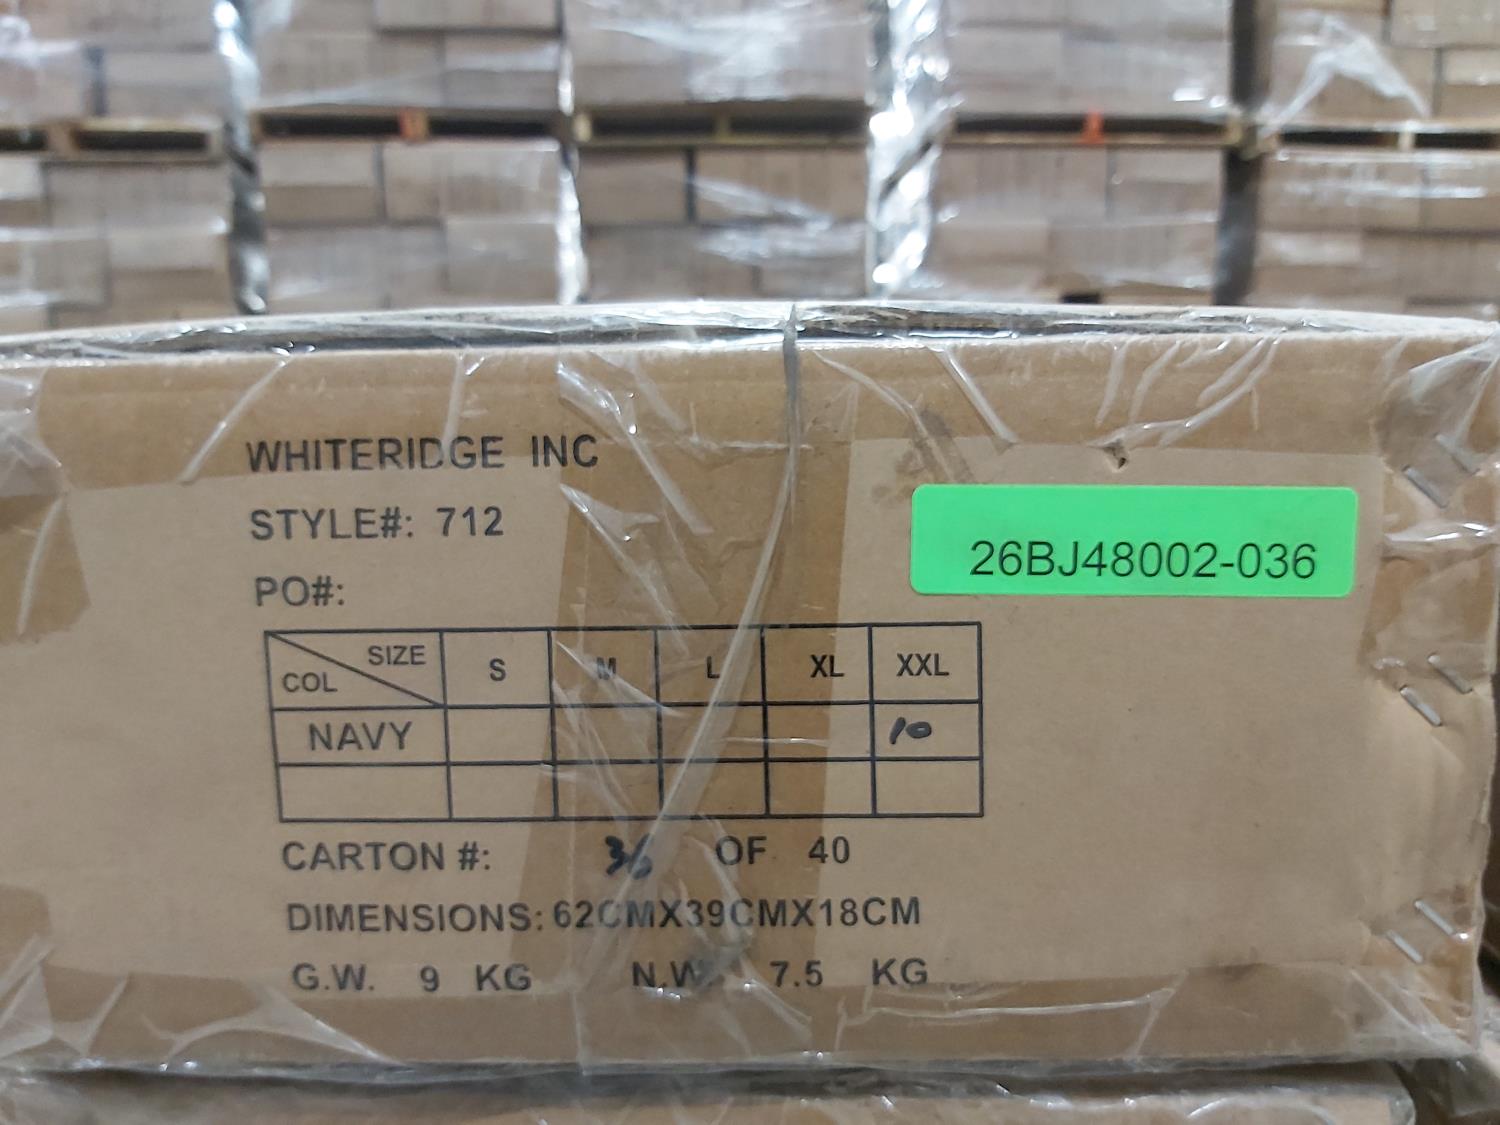 WHITERIDGE INC
STYLE#: 712
26BJ48002-036
PO#:
SIZE S M L XL XXL
COL
NAVY 10
CARTON #: 36 OF 40
DIMENSIONS: 62CMX39CMX18CM
G.W. 9 KG N.W. 7.5 KG